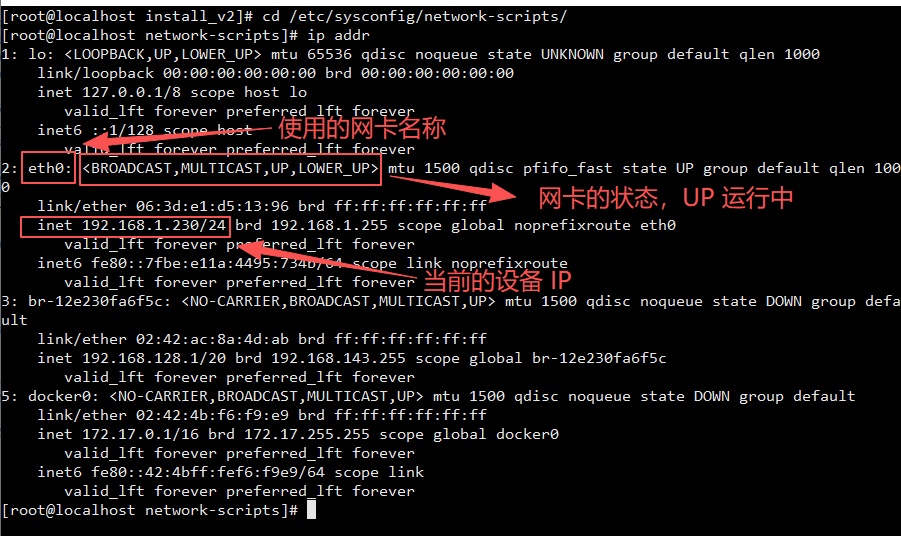 [root@localhost install_v2]# cd /etc/sysconfig/network-scripts/
[root@localhost network-scripts]# ip addr
1: lo: <LOOPBACK,UP,LOWER_UP> mtu 65536 qdisc noqueue state UNKNOWN group default qlen 1000
link/loopback 00:00:00:00:00:00 brd 00:00:00:00:00:00
inet 127.0.0.1/8 scope host lo
valid_lft forever preferred_lft forever
inet6 ::1/128 scope host
使用的网卡名称
valid_lft forever preferred_lft forever
2: eth0: <BROADCAST,MULTICAST,UP,LOWER_UP> mtu 1500 qdisc pfifo_fast state UP group default qlen 100
0
网卡的状态，UP 运行中
link/ether 06:3d:e1:d5:13:96 brd ff:ff:ff:ff:ff:ff
inet 192.168.1.230/24 brd 192.168.1.255 scope global noprefixroute eth0
valid_lft forever preferred_lft forever
inet6 fe80::7fbe:e11a:4495:734b/64 scope link noprefixroute
当前的设备 IP
valid_lft forever preferred_lft forever
3: br-12e230fa6f5c: <NO-CARRIER,BROADCAST,MULTICAST,UP> mtu 1500 qdisc noqueue state DOWN group defa
ult
link/ether 02:42:ac:8a:4d:ab brd ff:ff:ff:ff:ff:ff
inet 192.168.128.1/20 brd 192.168.143.255 scope global br-12e230fa6f5c
valid_lft forever preferred_lft forever
5: docker0: <NO-CARRIER,BROADCAST,MULTICAST,UP> mtu 1500 qdisc noqueue state DOWN group default
link/ether 02:42:4b:f6:f9:e9 brd ff:ff:ff:ff:ff:ff
inet 172.17.0.1/16 brd 172.17.255.255 scope global docker0
valid_lft forever preferred_lft forever
inet6 fe80::42:4bff:fef6:f9e9/64 scope link
valid_lft forever preferred_lft forever
[root@localhost network-scripts]#